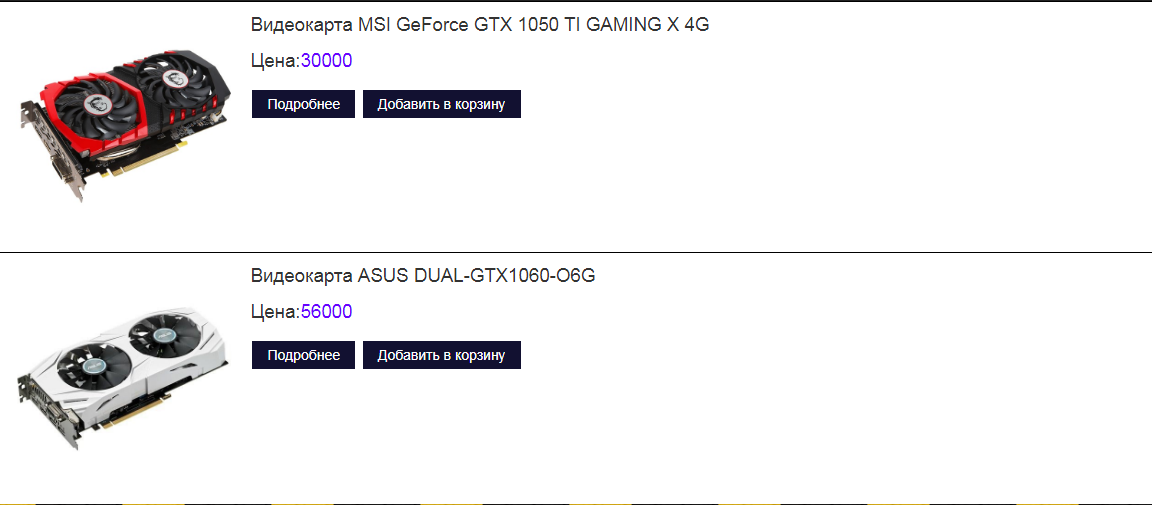 Видеокарта MSI GeForce GTX 1050 TI GAMING X 4G
Цена:30000
Подробнее Добавить в корзину
Видеокарта ASUS DUAL-GTX1060-O6G
Цена:56000
Подробнее Добавить в корзину